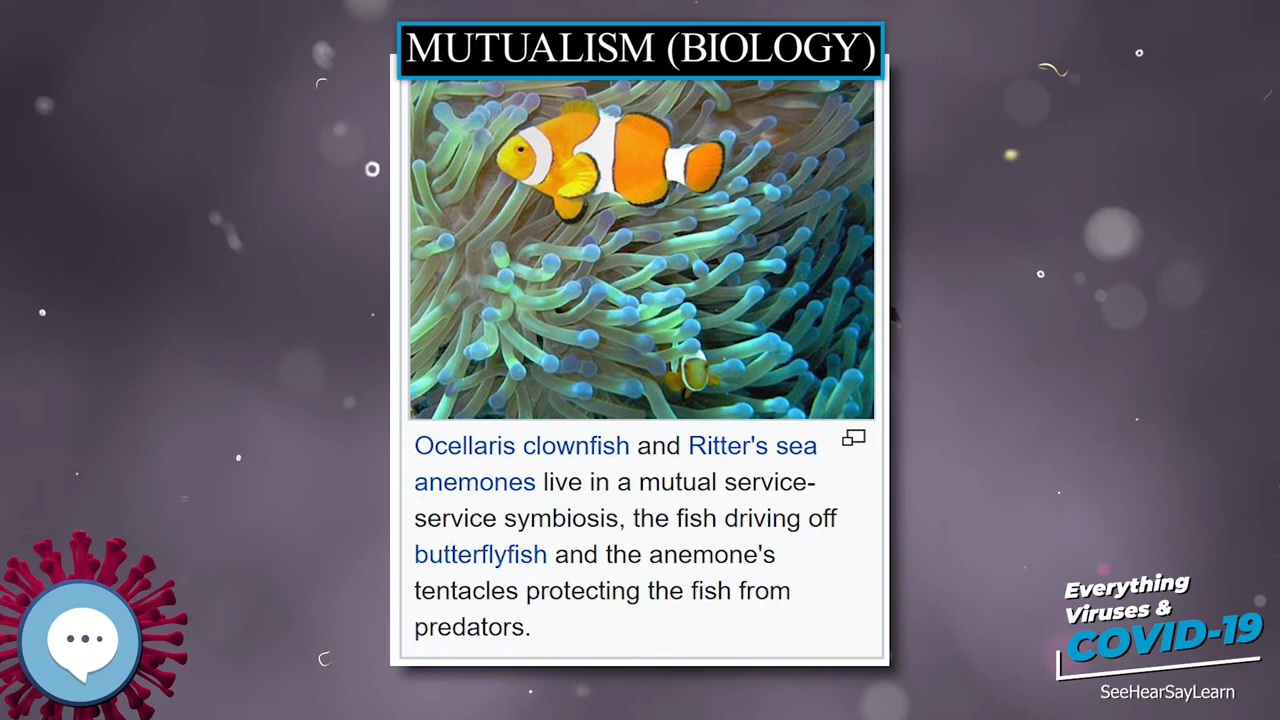 MUTUALISM (BIOLOGY)
Ocellaris clownfish and Ritter's sea
anemones live in a mutual service-
service symbiosis, the fish driving off
butterflyfish and the anemone's
tentacles protecting the fish from
predators.
Everything
Viruses &
COVID-19
SeeHearSayLearn